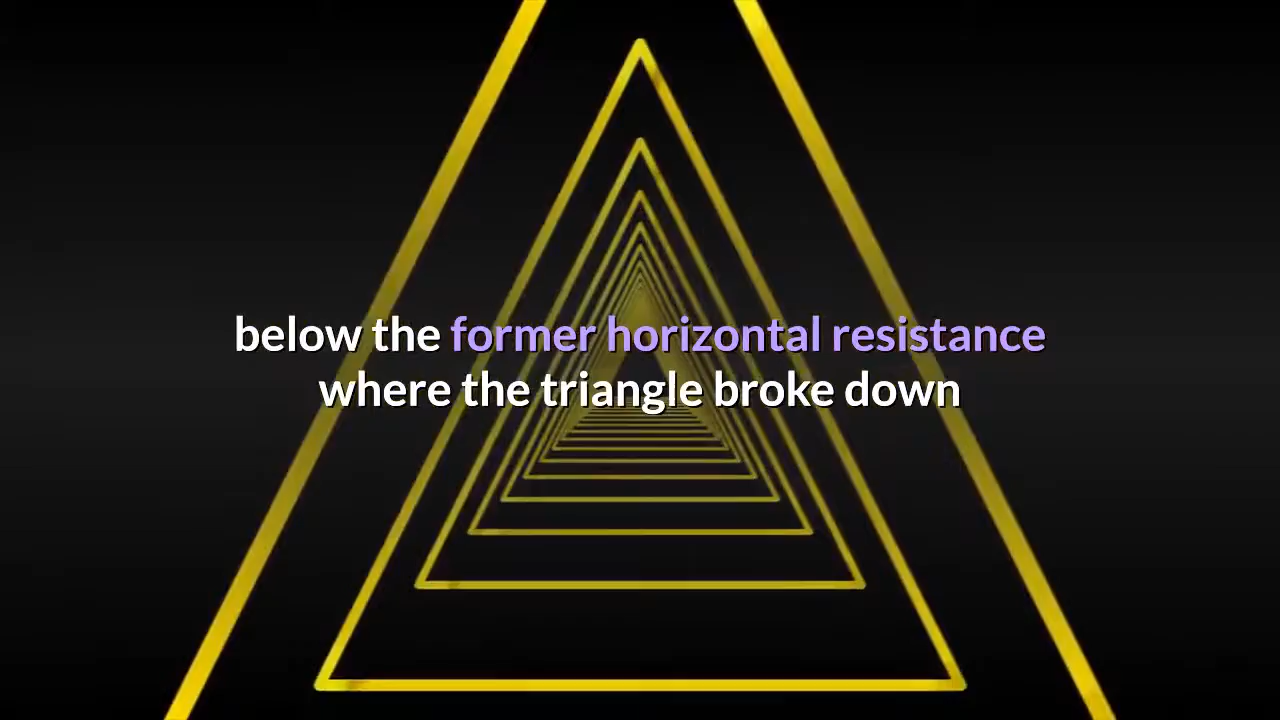 below the former horizontal resistance
where the triangle broke down